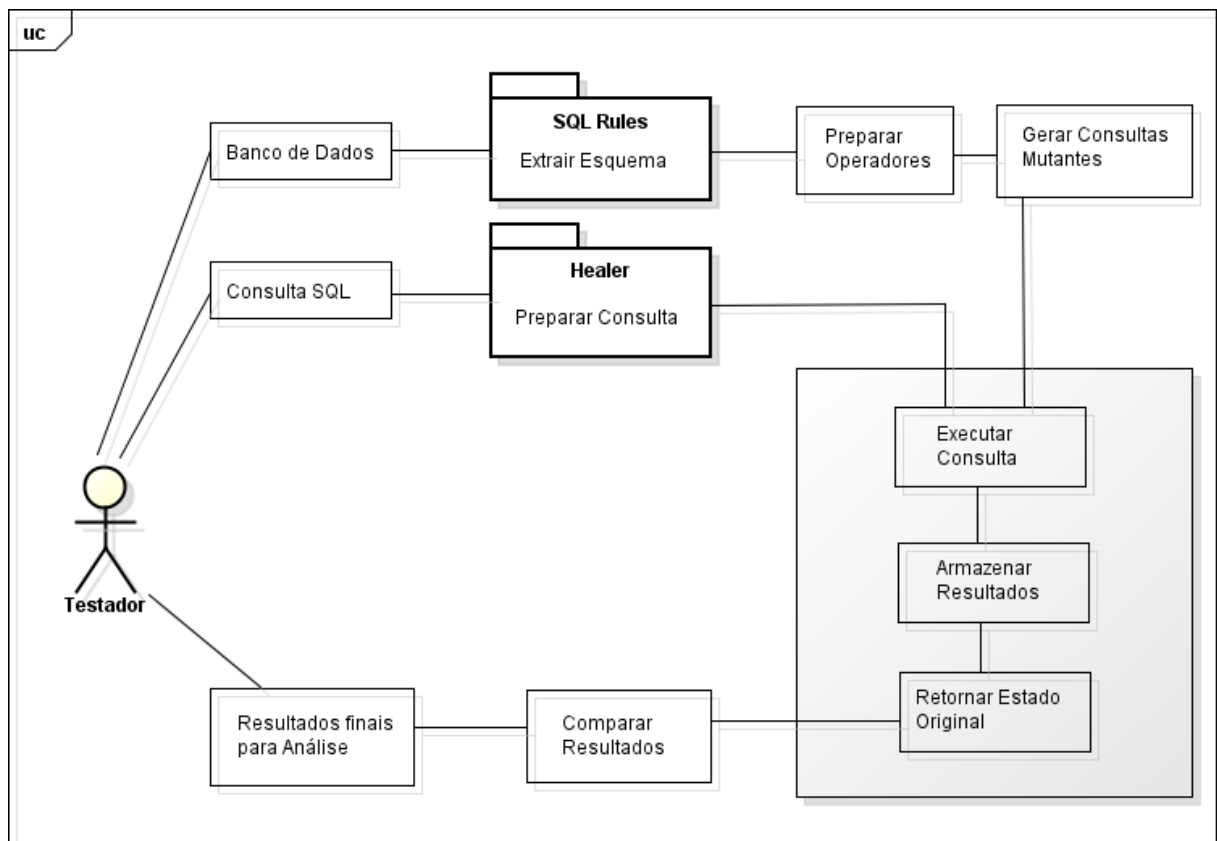 uc
Banco de Dados
SQL Rules
Extrair Esquema
Preparar
Operadores
Gerar Consultas
Mutantes
Consulta SQL
Healer
Preparar Consulta
Executar
Consulta
Armazenar
Resultados
Testador
Retornar Estado
Original
Resultados finais
para Análise
Comparar
Resultados